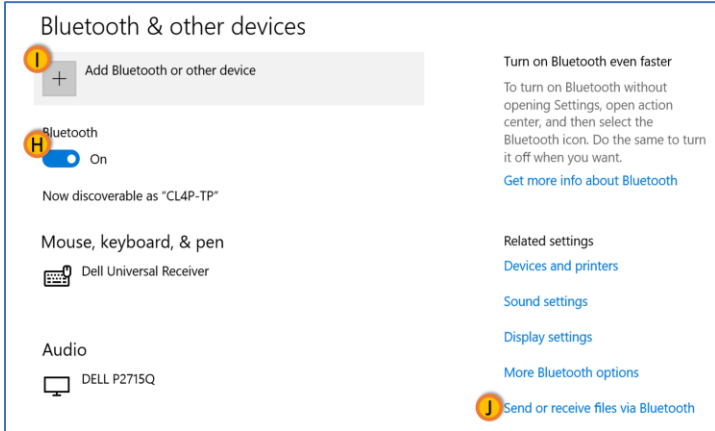 Bluetooth & other devices
I
Add Bluetooth or other device
Bluetooth
H
On
Now discoverable as “CL4P-TP”
Mouse, keyboard, & pen
Dell Universal Receiver
Audio
DELL P2715Q
Turn on Bluetooth even faster
To turn on Bluetooth without
opening Settings, open action
center, and then select the
Bluetooth icon. Do the same to turn
it off when you want.
Get more info about Bluetooth
Related settings
Devices and printers
Sound settings
Display settings
More Bluetooth options
J Send or receive files via Bluetooth